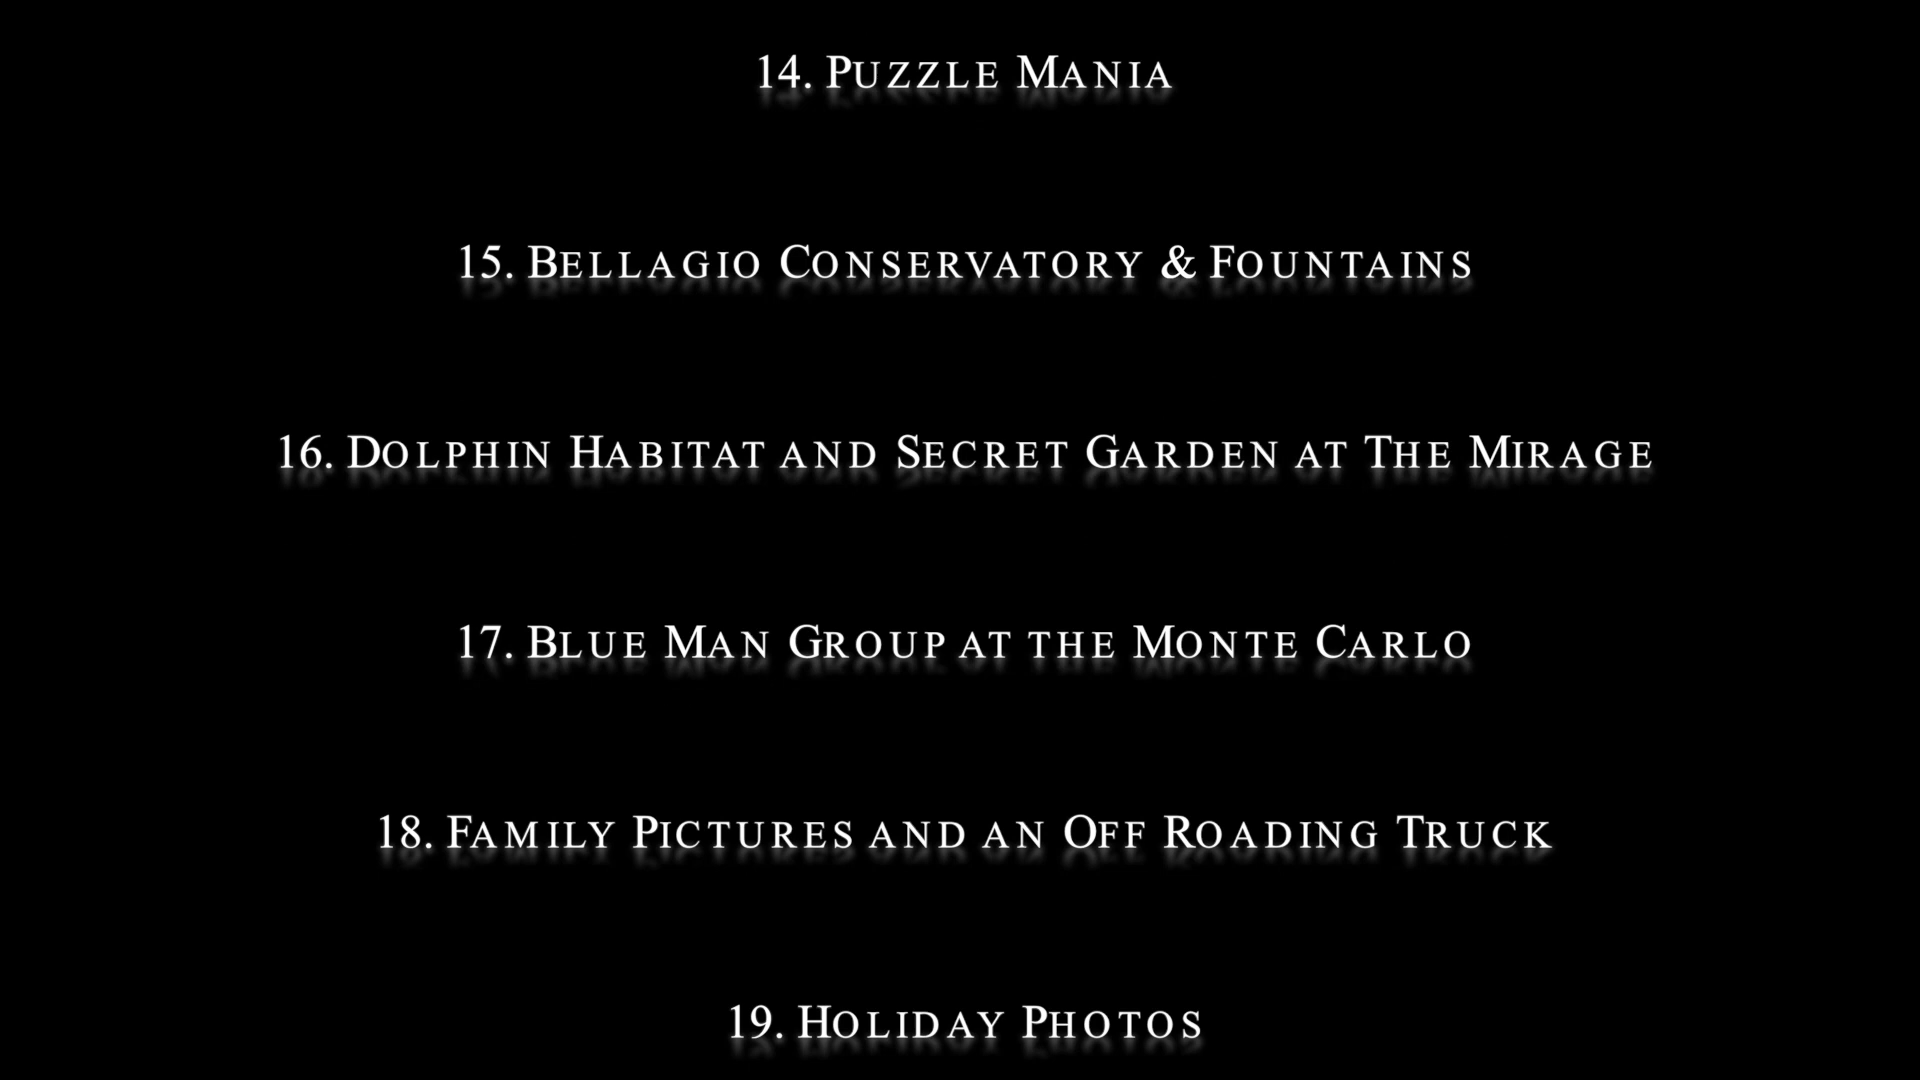 14. Puzzle Mania
15. Bellagio Conservatory & Fountains
16. Dolphin Habitat and Secret Garden at The Mirage
17. Blue Man Group at the Monte Carlo
18. Family Pictures and an Off Roading Truck
19. Holiday Photos